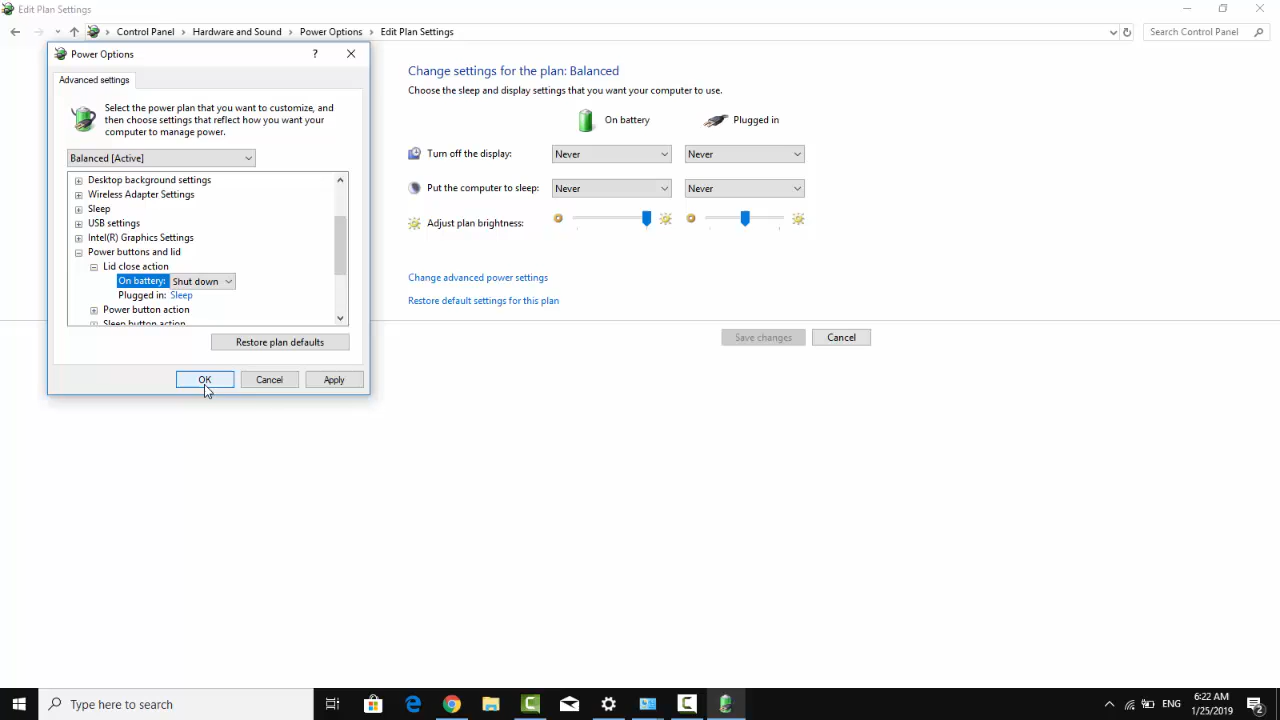 Edit Plan Settings
Control Panel
Hardware and Sound
Power Options
Edit Plan Settings
Search Control Panel
Power Options
?
Advanced settings
Select the power plan that you want to customize, and
then choose settings that reflect how you want your
computer to manage power.
Balanced [Active]
Desktop background settings
Wireless Adapter Settings
Sleep
USB settings
Intel(R) Graphics Settings
Power buttons and lid
Lid close action
On battery: Shut down
Plugged in: Sleep
Power button action
Sleep button action
Restore plan defaults
OK
Cancel
Apply
Change settings for the plan: Balanced
Choose the sleep and display settings that you want your computer to use.
On battery
Plugged in
Turn off the display: Never Never
Put the computer to sleep: Never Never
Adjust plan brightness:
Change advanced power settings
Restore default settings for this plan
Save changes
Cancel
Type here to search
ENG
6:22 AM
1/25/2019
2